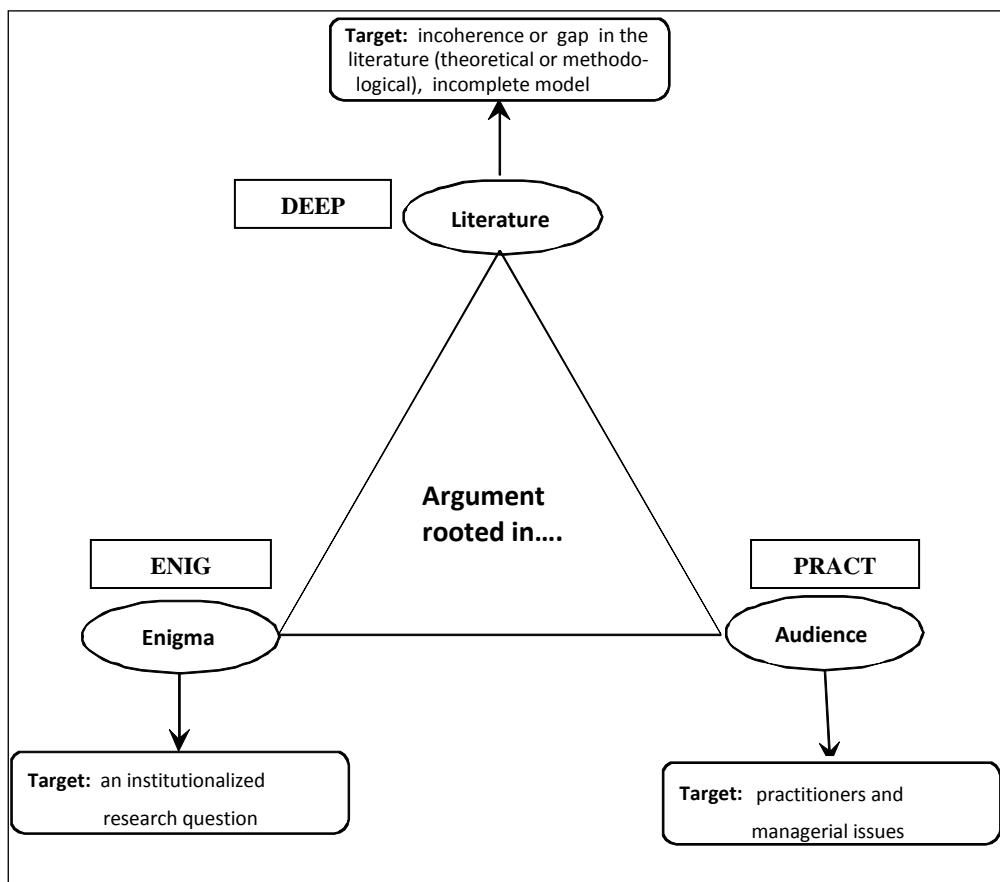 Target: incoherence or gap in the
literature (theoretical or methodo-
logical), incomplete model
DEEP
Literature
Argument
rooted in....
ENIG
PRACT
Enigma
Audience
Target: an institutionalized
research question
Target: practitioners and
managerial issues